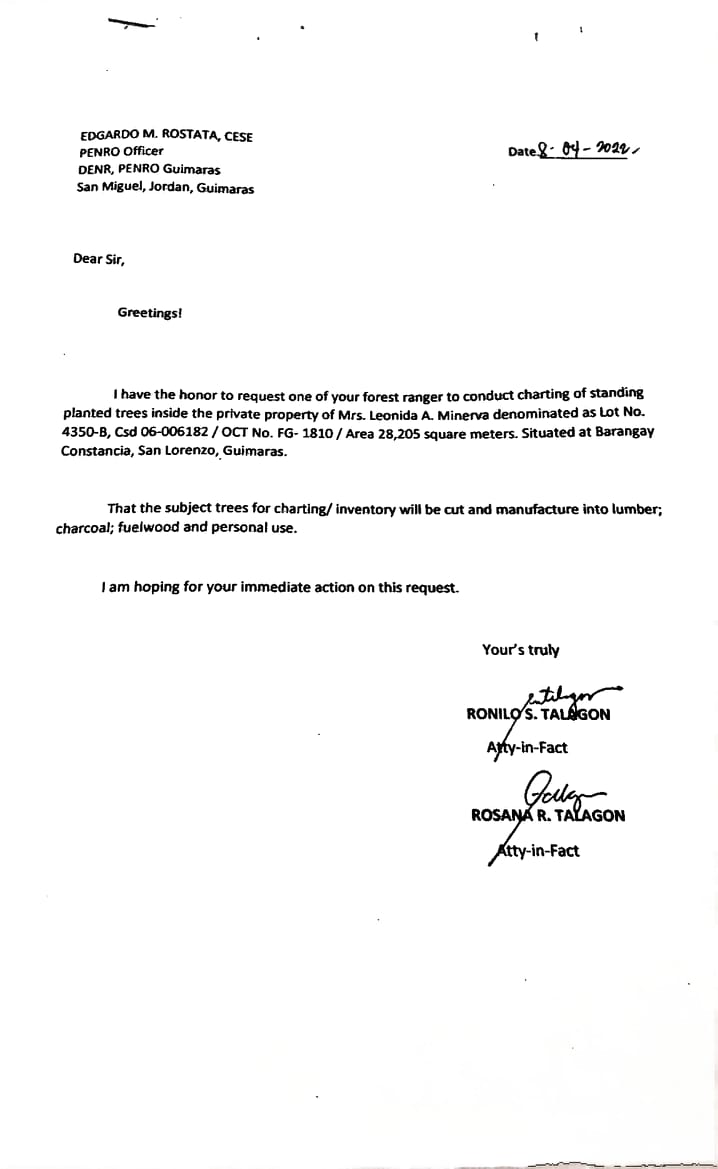 EDGARDO M. ROSTATA, CESE
PENRO Officer
DENR, PENRO Guimaras
San Miguel, Jordan, Guimaras
Date 8-04-2022
Dear Sir,
Greetings!
I have the honor to request one of your forest ranger to conduct charting of standing
planted trees inside the private property of Mrs. Leonida A. Minerva denominated as Lot No.
4350-B, Csd 06-006182 / OCT No. FG- 1810 / Area 28,205 square meters. Situated at Barangay
Constancia, San Lorenzo, Guimaras.
That the subject trees for charting/ inventory will be cut and manufacture into lumber;
charcoal; fuelwood and personal use.
I am hoping for your immediate action on this request.
Your's truly
RONILO S. TALAGON
Atty-in-Fact
ROSANA R. TALAGON
Atty-in-Fact